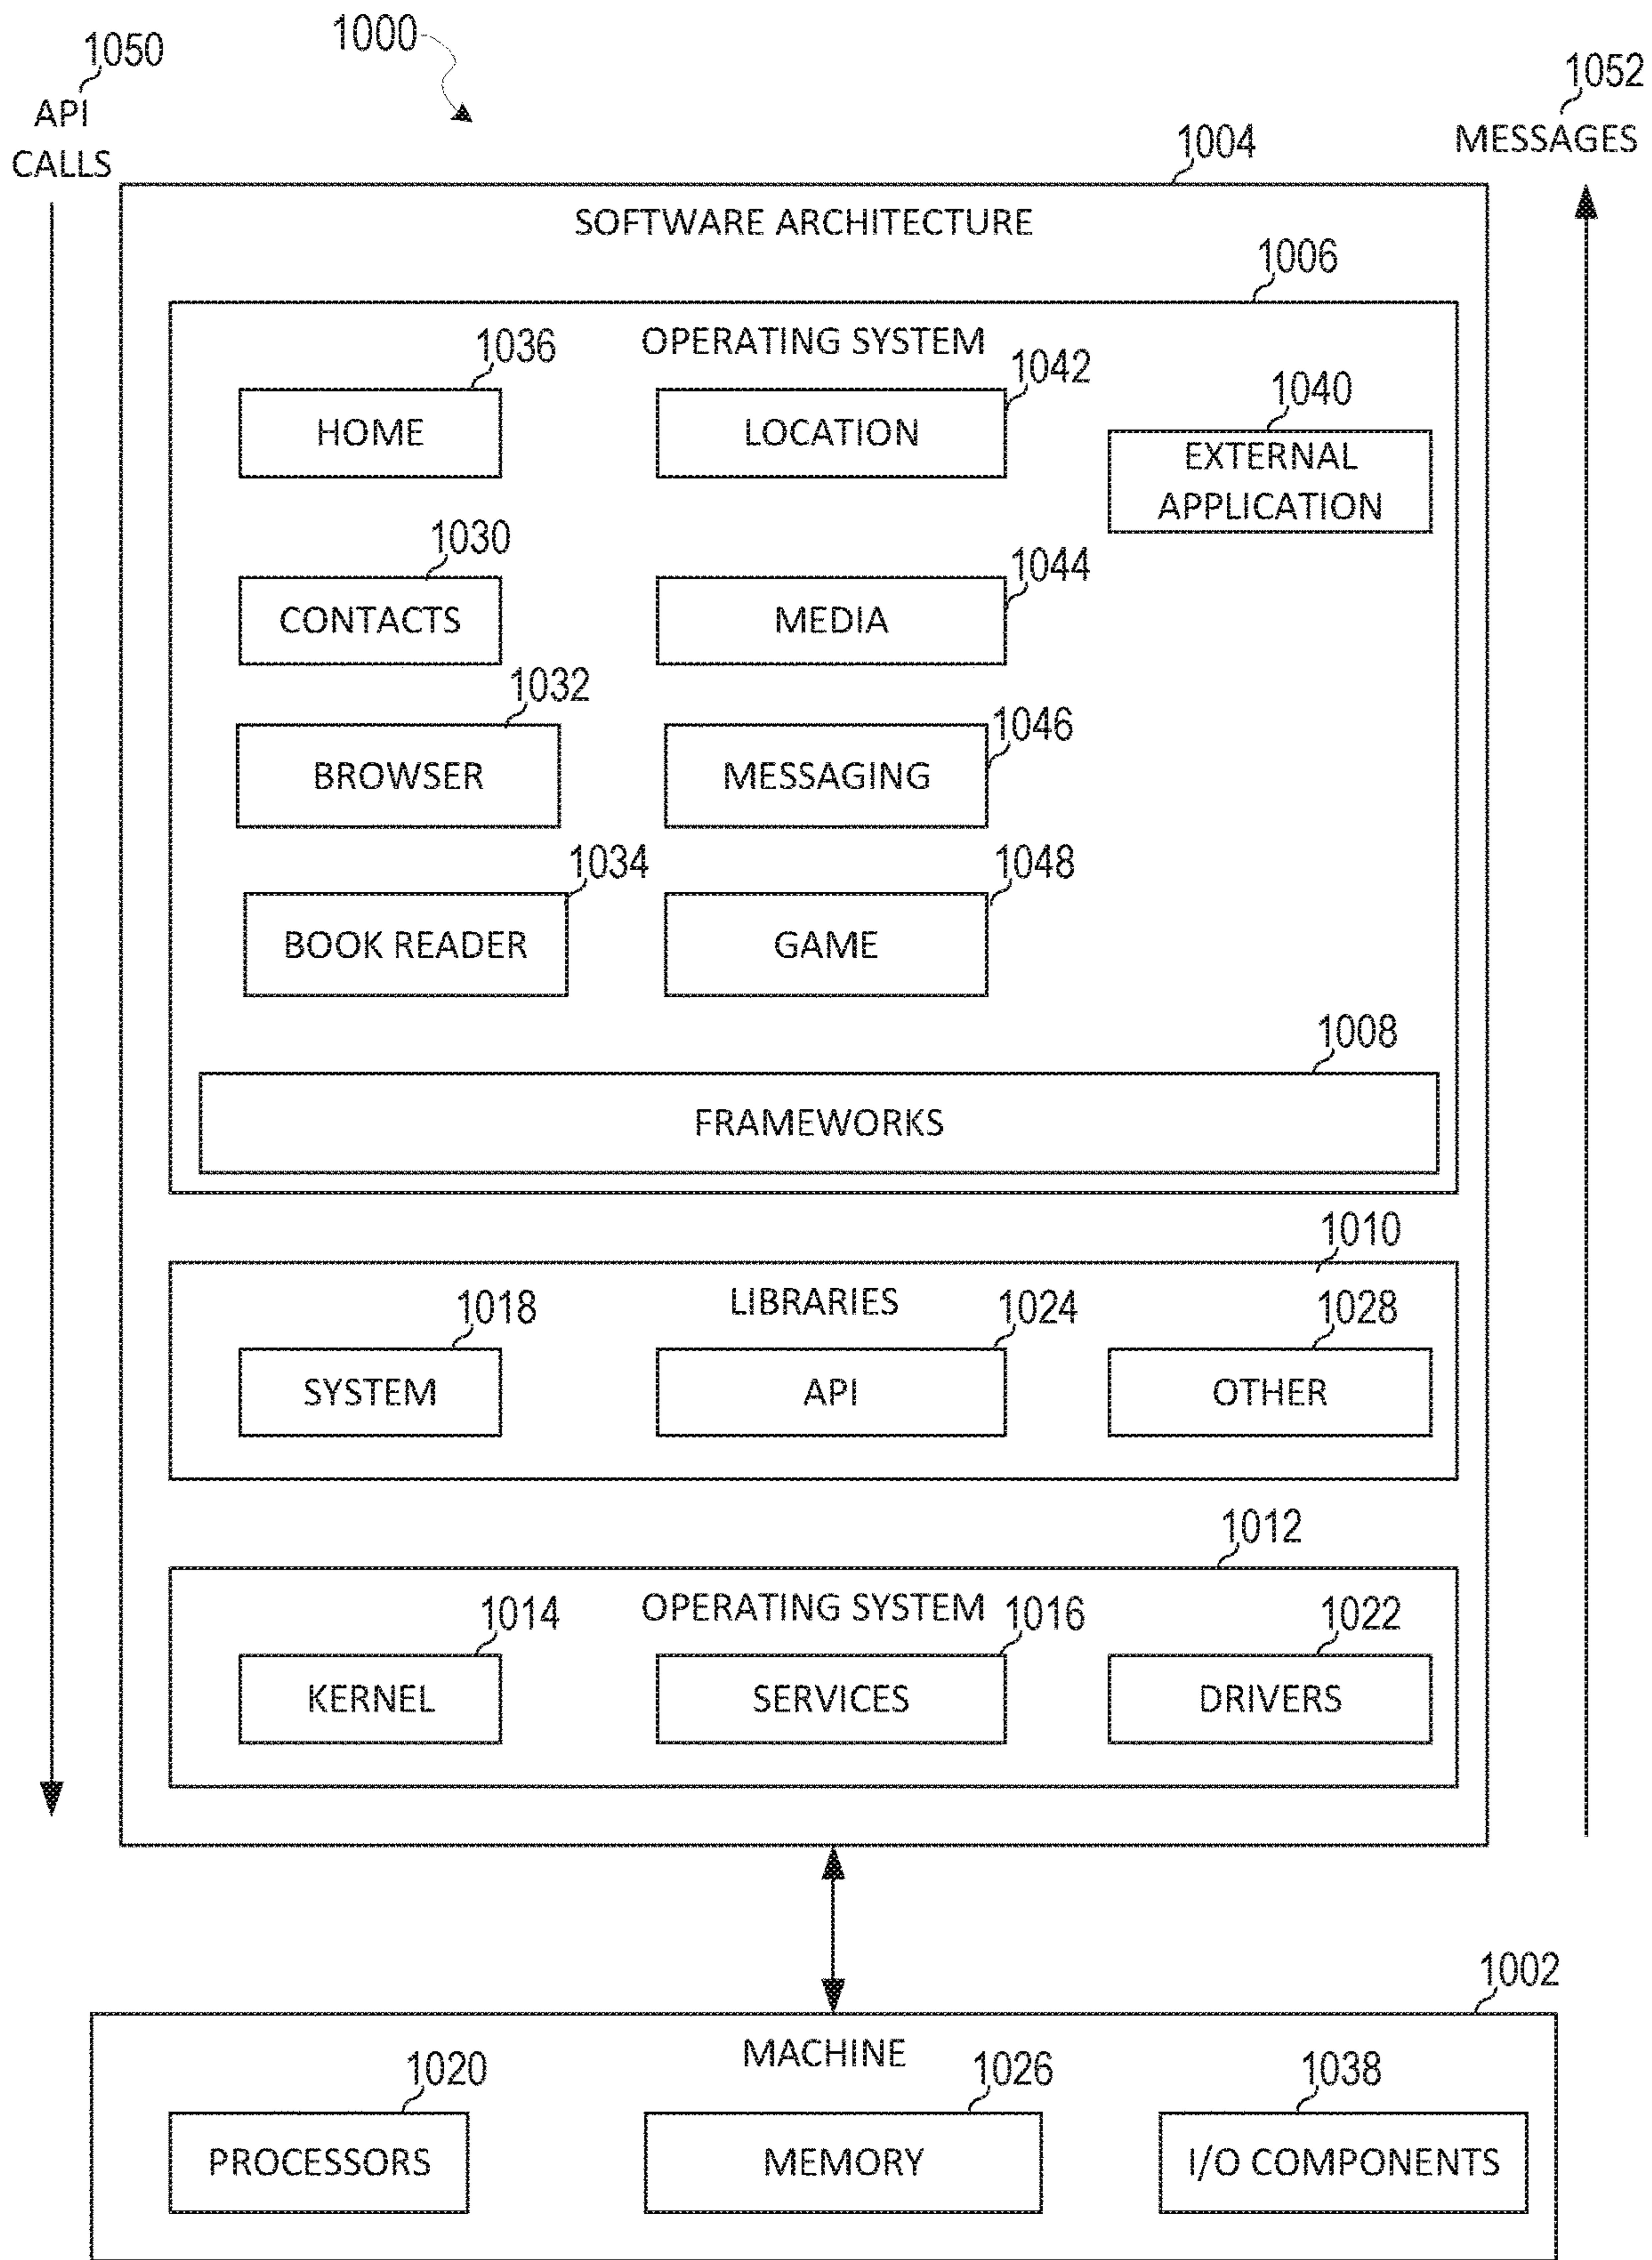 1050
API
CALLS
1000
1052
MESSAGES
1004
SOFTWARE ARCHITECTURE
1006
OPERATING SYSTEM
1036
HOME
1042
LOCATION
1040
EXTERNAL
APPLICATION
1030
CONTACTS
1044
MEDIA
1032
BROWSER
1046
MESSAGING
1034
BOOK READER
1048
GAME
1008
FRAMEWORKS
1010
LIBRARIES
1018
SYSTEM
1024
API
1028
OTHER
1012
OPERATING SYSTEM
1014
KERNEL
1016
SERVICES
1022
DRIVERS
1002
MACHINE
1020
PROCESSORS
1026
MEMORY
1038
I/O COMPONENTS